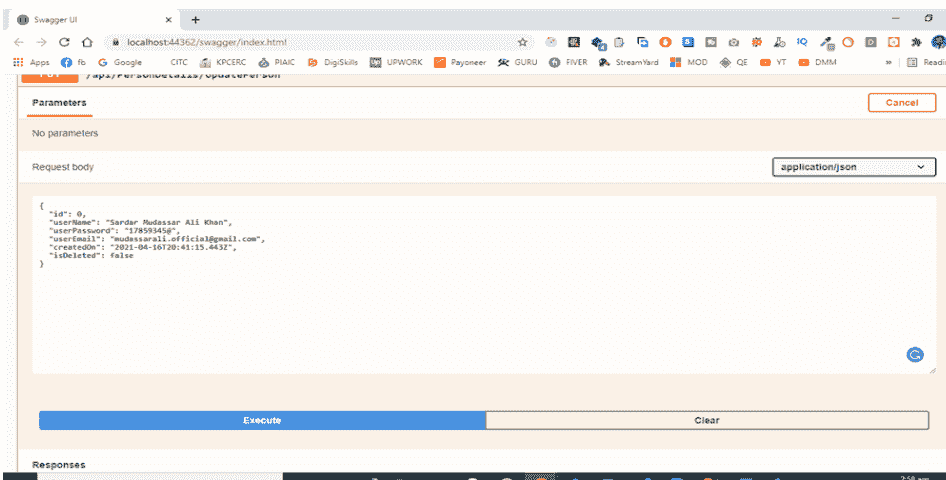 Swagger UI
localhost:44362/swagger/index.html
Apps fb Google CITC KPCERC PIAIC DigiSkills UPWORK Payoneer GURU FIVER StreamYard MOD QE YT DMM » Readi
/api/PersonDetails/UpdatePerson
Parameters
Cancel
No parameters
Request body
application/json
{
"id": 0,
"userName": "Sardar Mudassar Ali Khan",
"userPassword": "17859345@",
"userEmail": "mudassarali.official@gmail.com",
"createdOn": "2021-04-16T20:41:15.443Z",
"isDeleted": false
}
Execute
Clear
Responses